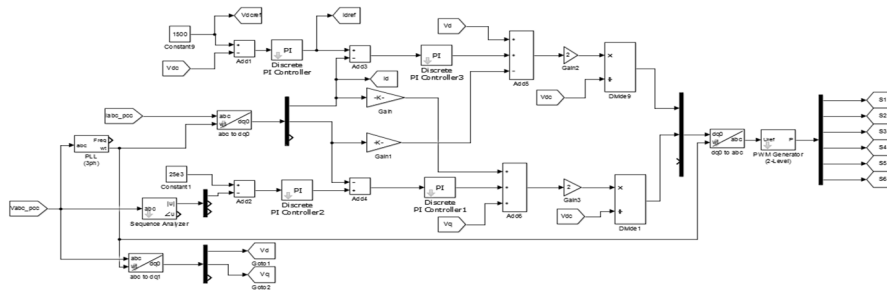 Vdcref
Idref
1500
Constant9
Vdc
Add1
PI
Discrete
PI Controller
Add3
Id
PI
Discrete
PI Controller3
Vd
Add5
2
Gain2
Vdc
Divide9
Iabc_pcc
abc
wt
dq0
abc to dq0
-K-
Gain
-K-
Gain1
abc
Freq
wt
PLL
(3ph)
25e3
Constant1
Add2
PI
Discrete
PI Controller2
Add4
PI
Discrete
PI Controller1
Vq
Add6
2
Gain3
Vdc
Divide1
Vabc_pcc
abc
|u|
∠u
Sequence Analyzer
abc
wt
dq0
abc to dq1
Vd
Goto1
Vq
Goto2
dq0
wt
abc
dq0 to abc
Uref
P
PWM Generator
(2-Level)
S1
S2
S3
S4
S5
S6